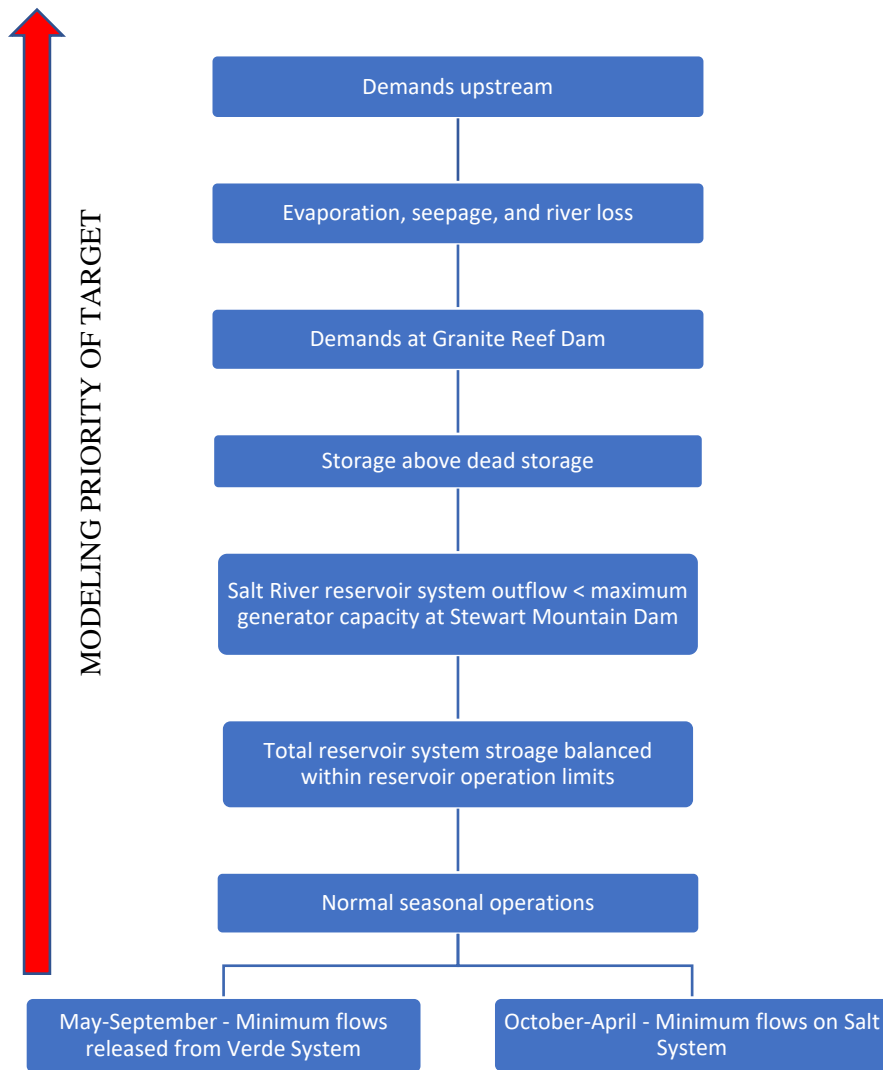 MODELING PRIORITY OF TARGET
Demands upstream
Evaporation, seepage, and river loss
Demands at Granite Reef Dam
Storage above dead storage
Salt River reservoir system outflow < maximum
generator capacity at Stewart Mountain Dam
Total reservoir system stroage balanced
within reservoir operation limits
Normal seasonal operations
May-September - Minimum flows
released from Verde System
October-April - Minimum flows on Salt
System